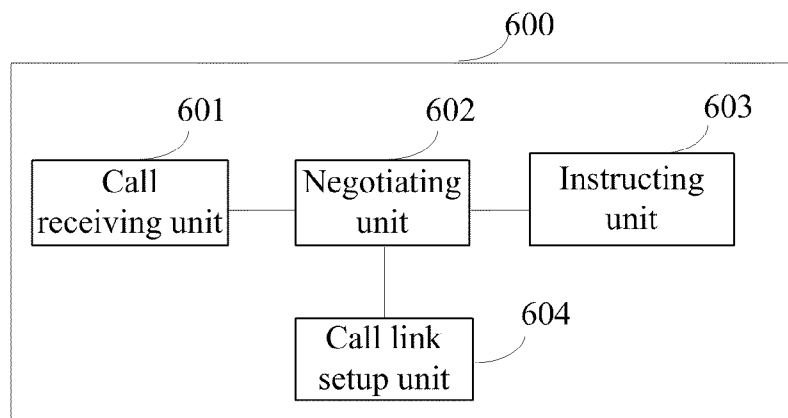 600
601
602
603
Call
receiving unit
Negotiating
unit
Instructing
unit
604
Call link
setup unit